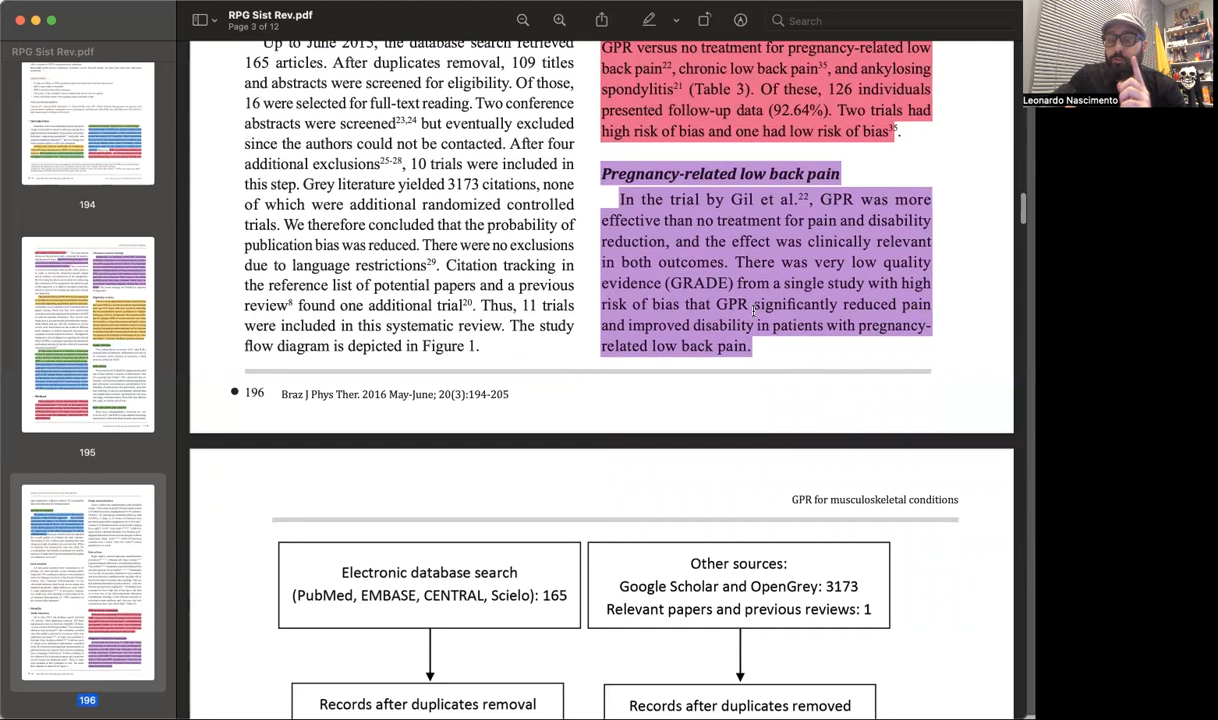 RPG Sist Rev.pdf
Page 3 of 12
Search
RPG Sist Rev.pdf
194
195
196
Up to June 2015, the database search retrieved
165 articles. After duplicates removal, 109 titles
and abstracts were screened for eligibility. Of those,
16 were selected for full-text reading. Two conference
abstracts remained23,24 but eventually excluded
since the authors could not be contacted. After four
additional exclusions25-28, 10 trials were included in
this step. Grey literature yielded 3173 citations, none
of which were additional randomized controlled
trials. We therefore concluded that the probability of
publication bias was reduced. There were no exclusions
due to language restrictions29. Citation tracking in
the reference list of potential papers and a previous
review8 found one additional trial20. Thus, 11 trials
were included in this systematic review. The study
flow diagram is depicted in Figure 1.
GPR versus no treatment for pregnancy-related low
back pain22, chronic neck pain35, and ankylosing
spondylitis21 (Table 3). Of these, 126 individuals
presented follow-up data (92.64%). Two trials had
high risk of bias and one had low risk of bias35.
Pregnancy-related low back pain
In the trial by Gil et al.22, GPR was more
effective than no treatment for pain and disability
reduction, and the effect was clinically relevant
in both outcomes. There was very low quality
evidence (GRADE) from a single study with high
risk of bias that GPR significantly reduced pain
and improved disability in patients with pregnancy-
related low back pain.
196 Braz J Phys Ther. 2016 May-June; 20(3):194-205
GPR for musculoskeletal conditions
Electronic database search
(PubMed, EMBASE, CENTRAL, Scielo): 165
Other sources:
Google Scholar and OpenGrey: 3173
Relevant papers and previous reviews: 1
Records after duplicates removal
Records after duplicates removed
Leonardo Nascimento